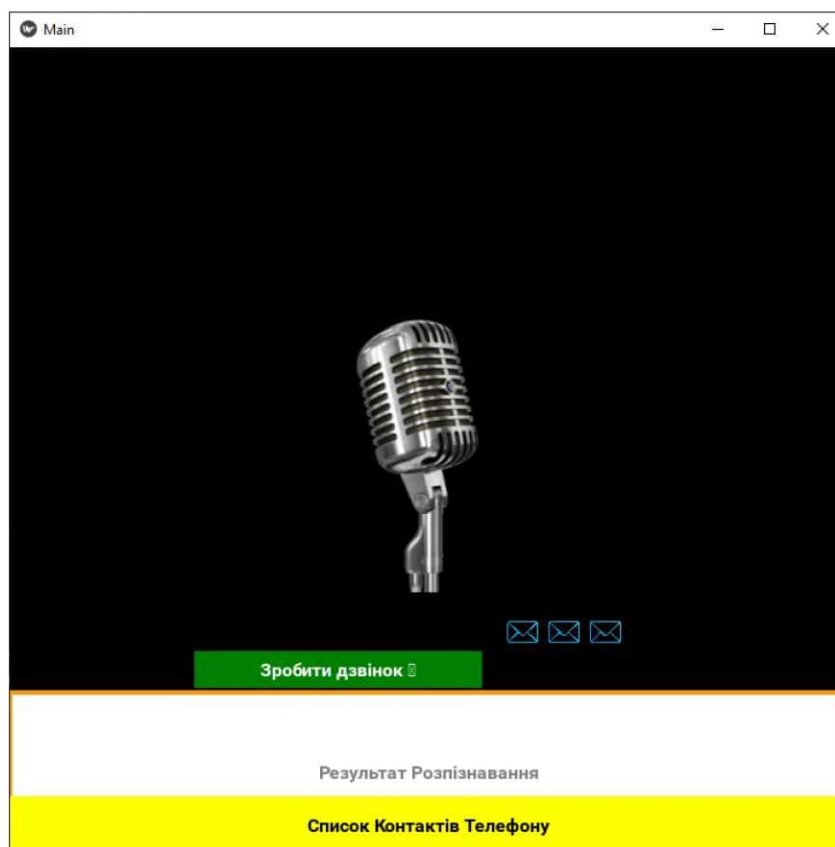 Main
Зробити дзвінок
Результат Розпізнавання
Список Контактів Телефону